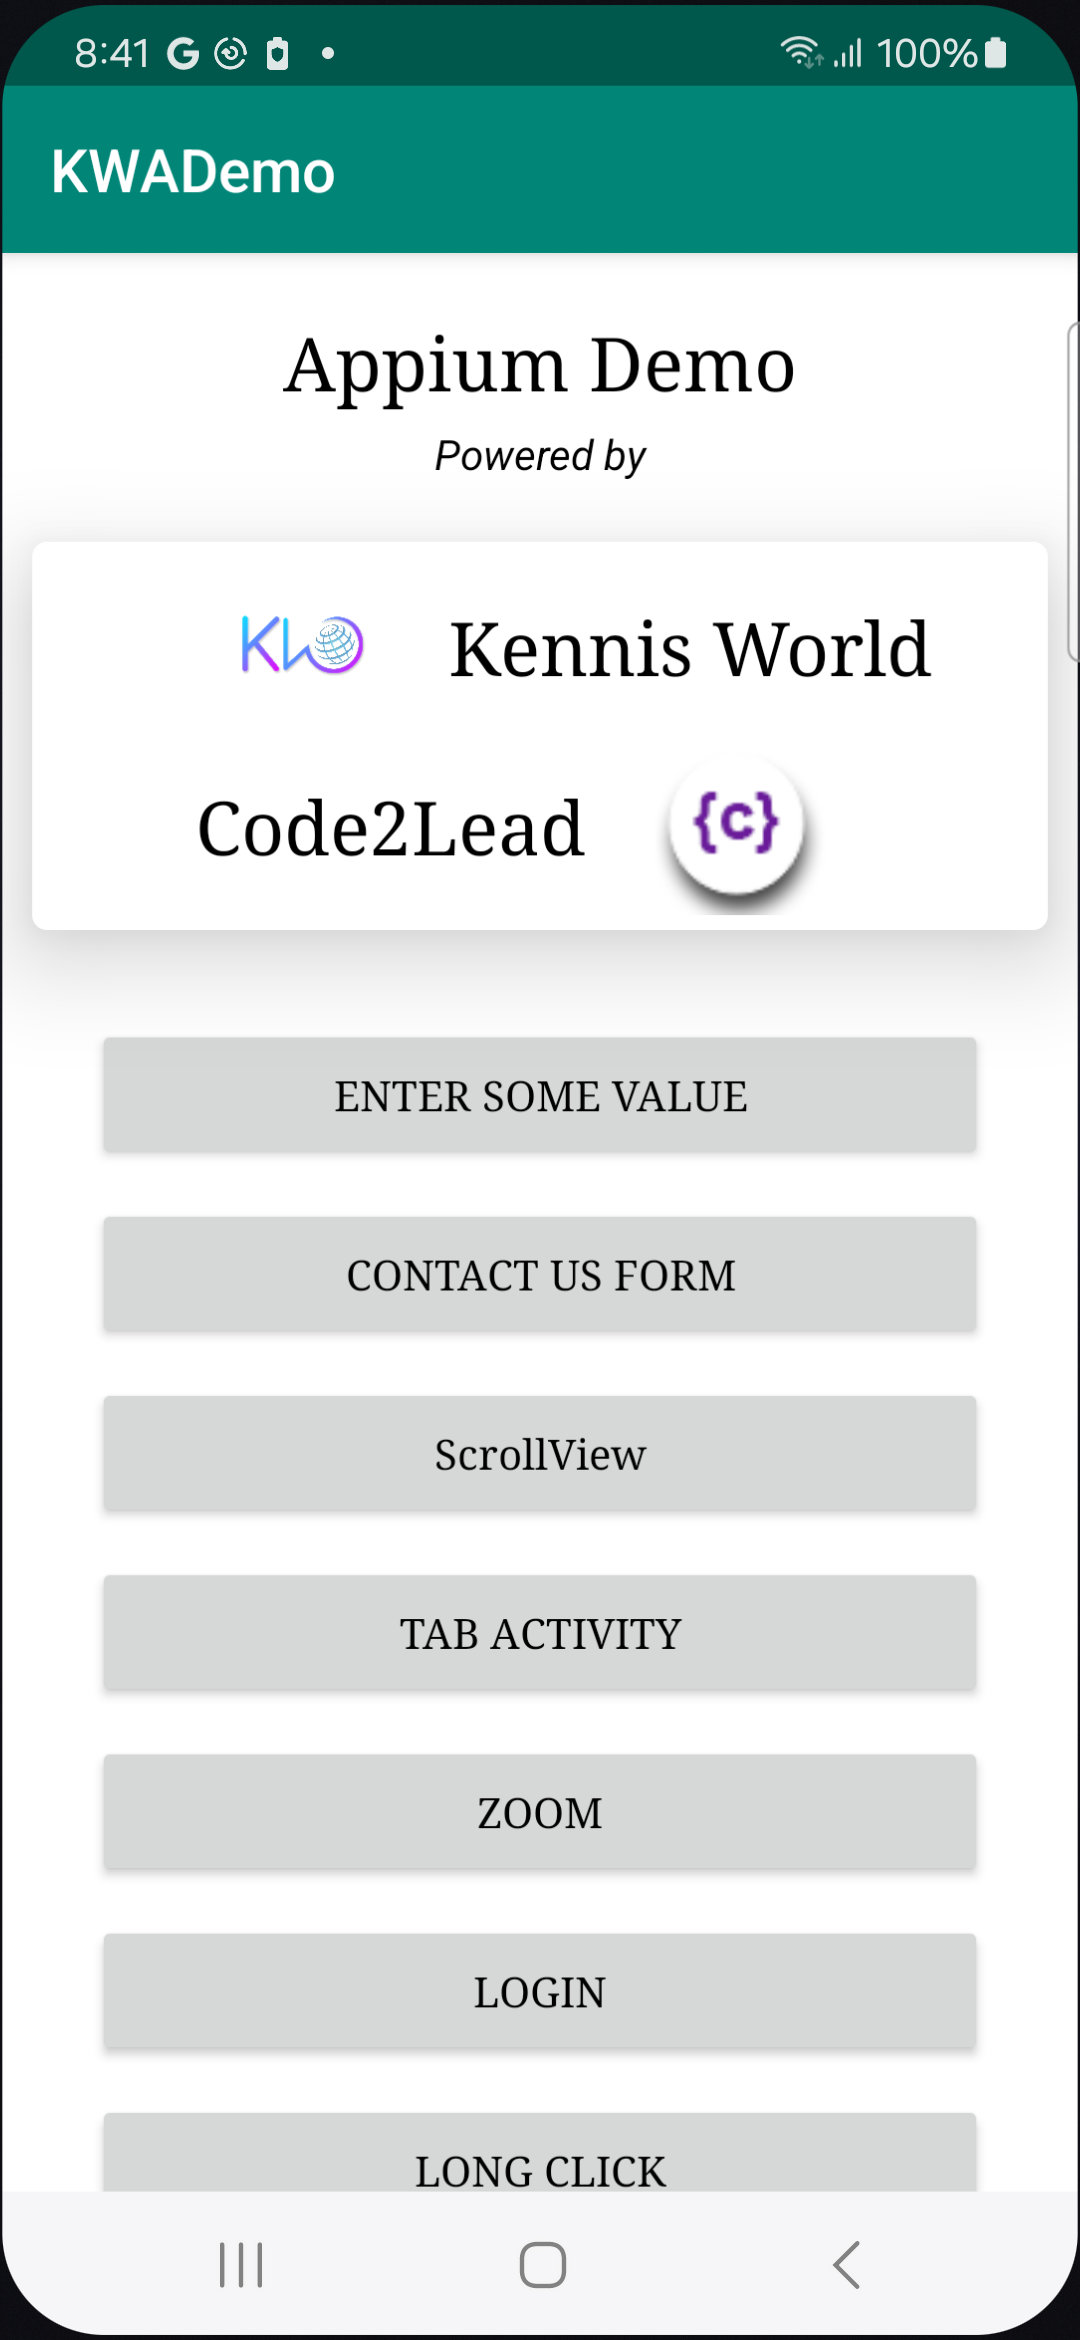 8:41 G 100%
KWADemo
Appium Demo
Powered by
KW Kennis World
Code2Lead {c}
ENTER SOME VALUE
CONTACT US FORM
ScrollView
TAB ACTIVITY
ZOOM
LOGIN
LONG CLICK